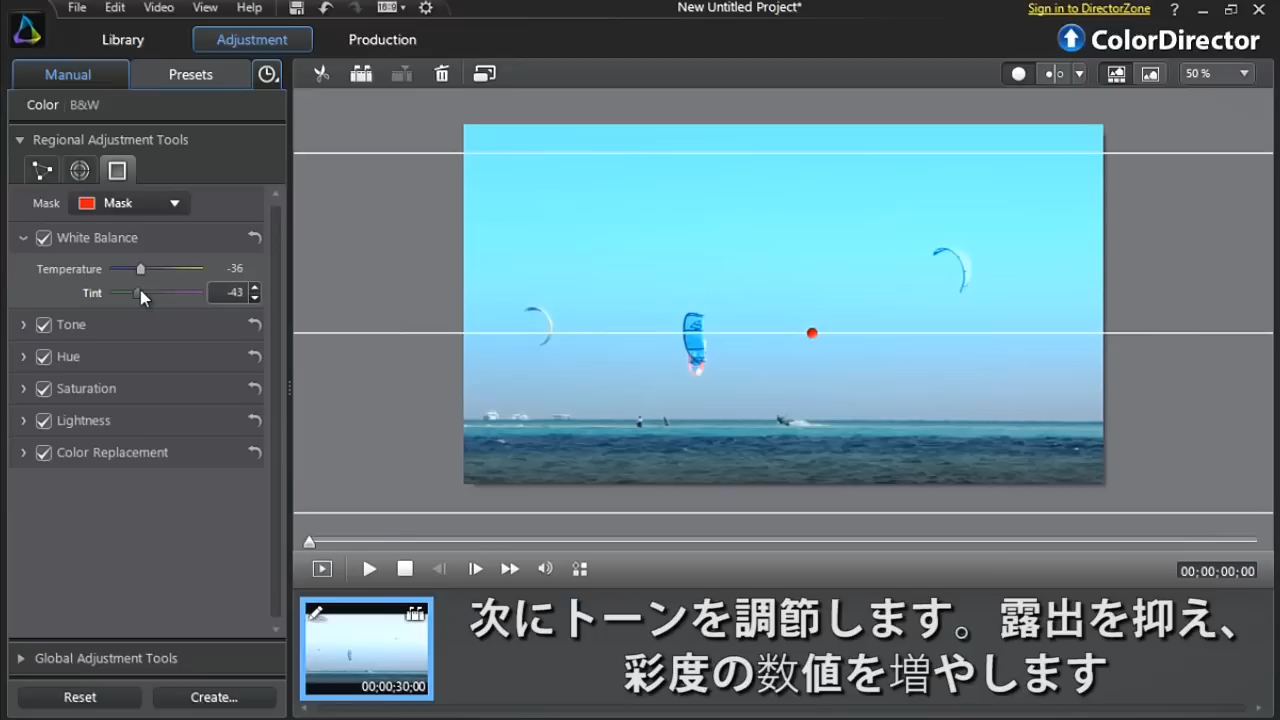 File Edit Video View Help 16:9 New Untitled Project* Sign in to DirectorZone ?
Library Adjustment Production ColorDirector
Manual Presets 50 %
Color B&W
Regional Adjustment Tools
Mask Mask
White Balance
Temperature -36
Tint -43
Tone
Hue
Saturation
Lightness
Color Replacement
00;00;00;00
00;00;30;00
次にトーンを調節します。露出を抑え、
彩度の数値を増やします
Global Adjustment Tools
Reset Create...